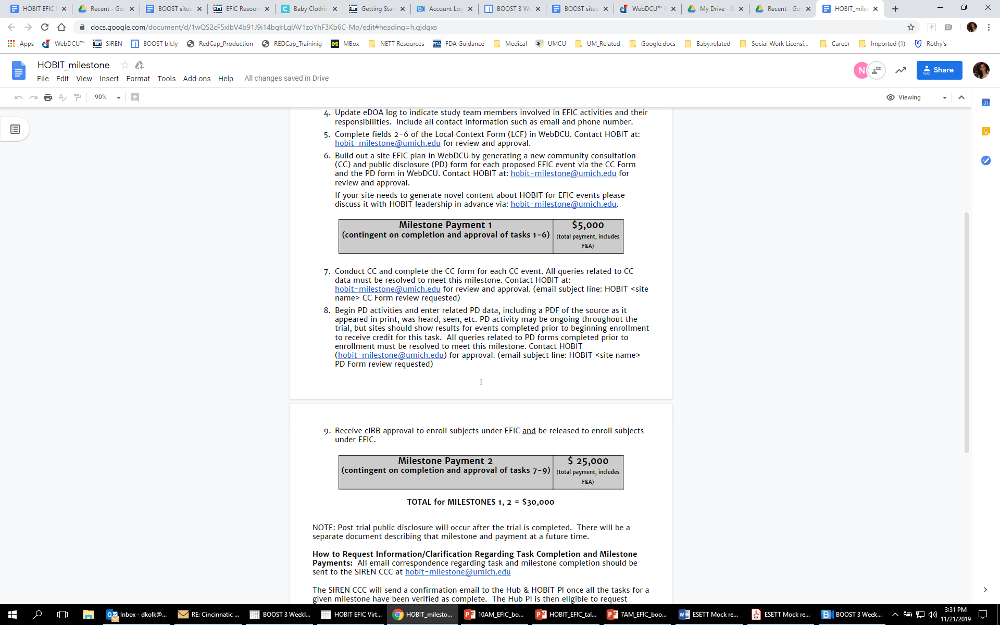 HOBIT EFIC
Recent - Goo
BOOST sites
EFIC Resourc
Baby Clothin
Getting Star
Account Log
BOOST 3 We
BOOST sites
WebDCU™ f
My Drive - G
Recent - Goo
HOBIT_miles
docs.google.com/document/d/1wQS2cF5xIbV4b91J9i14bgIrLgIAV1zoYhF3Kb6C-Mo/edit#heading=h.gjdgxs
Apps WebDCU™ SIREN BOOST bit.ly RedCap_Production REDCap_Traininig MBox NETT Resources FDA Guidance Medical UMCU UM_Related Google.docs Baby.related Social Work Licensi... Career Imported (1) Rothy's
HOBIT_milestone
File Edit View Insert Format Tools Add-ons Help All changes saved in Drive
N
Share
90%
Viewing
31
4. Update eDOA log to indicate study team members involved in EFIC activities and their
responsibilities. Include all contact information such as email and phone number.
5. Complete fields 2-6 of the Local Context Form (LCF) in WebDCU. Contact HOBIT at:
hobit-milestone@umich.edu for review and approval.
6. Build out a site EFIC plan in WebDCU by generating a new community consultation
(CC) and public disclosure (PD) form for each proposed EFIC event via the CC Form
and the PD form in WebDCU. Contact HOBIT at: hobit-milestone@umich.edu for
review and approval.
If your site needs to generate novel content about HOBIT for EFIC events please
discuss it with HOBIT leadership in advance via: hobit-milestone@umich.edu.
Milestone Payment 1
(contingent on completion and approval of tasks 1-6)
$5,000
(total payment, includes
F&A)
7. Conduct CC and complete the CC form for each CC event. All queries related to CC
data must be resolved to meet this milestone. Contact HOBIT at:
hobit-milestone@umich.edu for review and approval. (email subject line: HOBIT <site
name> CC Form review requested)
8. Begin PD activities and enter related PD data, including a PDF of the source as it
appeared in print, was heard, seen, etc. PD activity may be ongoing throughout the
trial, but sites should show results for events completed prior to beginning enrollment
to receive credit for this task. All queries related to PD forms completed prior to
enrollment must be resolved to meet this milestone. Contact HOBIT
(hobit-milestone@umich.edu) for approval. (email subject line: HOBIT <site name>
PD Form review requested)
1
9. Receive cIRB approval to enroll subjects under EFIC and be released to enroll subjects
under EFIC.
Milestone Payment 2
(contingent on completion and approval of tasks 7-9)
$ 25,000
(total payment, includes
F&A)
TOTAL for MILESTONES 1, 2 = $30,000
NOTE: Post trial public disclosure will occur after the trial is completed. There will be a
separate document describing that milestone and payment at a future time.
How to Request Information/Clarification Regarding Task Completion and Milestone
Payments: All email correspondence regarding task and milestone completion should be
sent to the SIREN CCC at hobit-milestone@umich.edu
The SIREN CCC will send a confirmation email to the Hub & HOBIT PI once all the tasks for a
given milestone have been verified as complete. The Hub PI is then eligible to request
Inbox - dkolk@...
RE: Cincinnatic ...
BOOST 3 Weekl...
HOBIT EFIC Virt...
HOBIT_milesto...
10AM_EFIC_bo...
HOBIT_EFIC_tal...
7AM_EFIC_boo...
ESETT Mock re...
ESETT Mock re...
BOOST 3 Week...
3:31 PM
11/21/2019